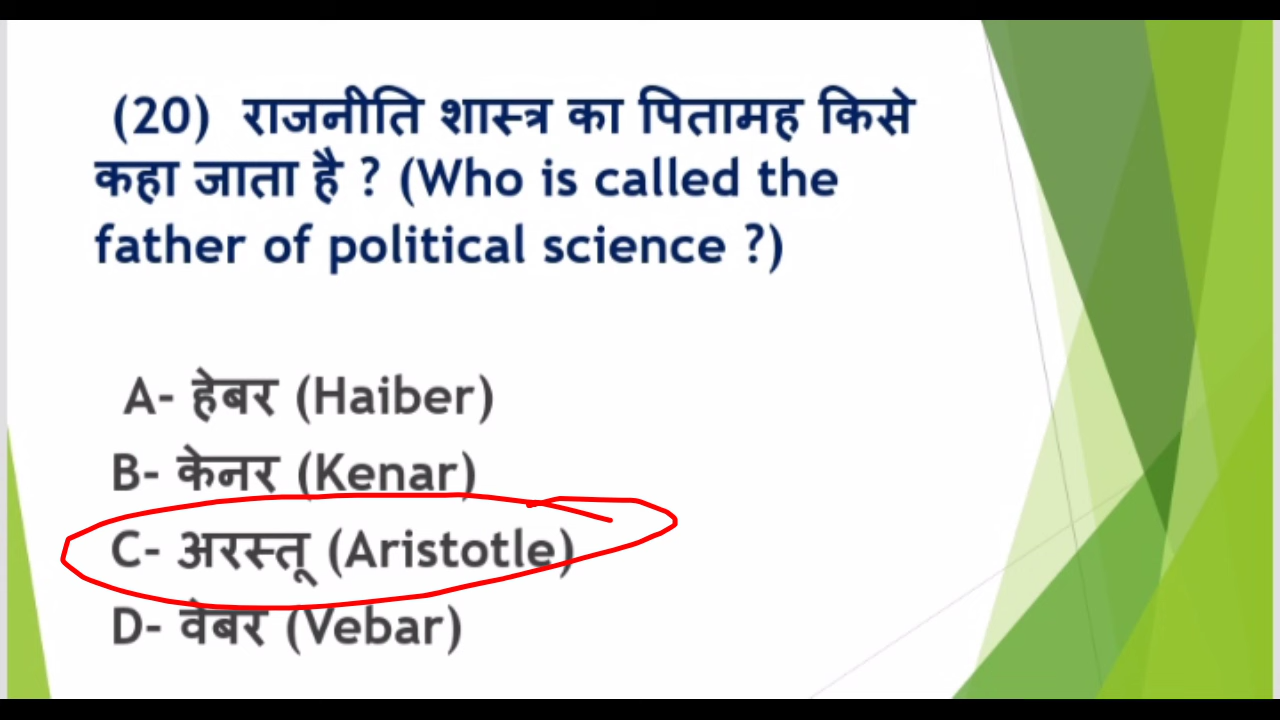 (20) राजनीति शास्त्र का पितामह किसे
कहा जाता है ? (Who is called the
father of political science ?)
A- हेबर (Haiber)
B- केनर (Kenar)
C- अरस्तू (Aristotle)
D- वेबर (Vebar)